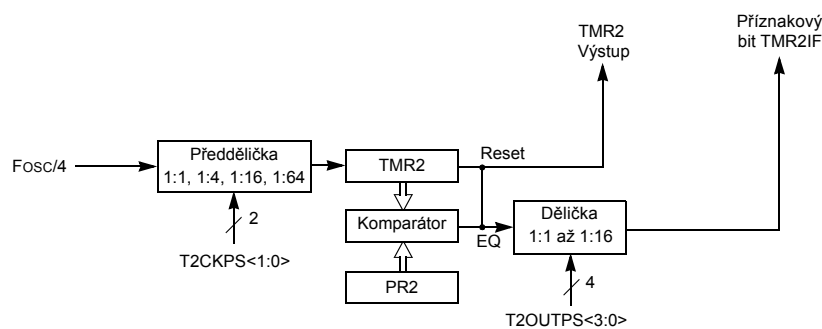 TMR2
Výstup
Příznakový
bit TMR2IF
Fosc/4
Předdělička
1:1, 1:4, 1:16, 1:64
2
T2CKPS<1:0>
TMR2
Reset
Komparátor
EQ
PR2
Dělička
1:1 až 1:16
4
T2OUTPS<3:0>